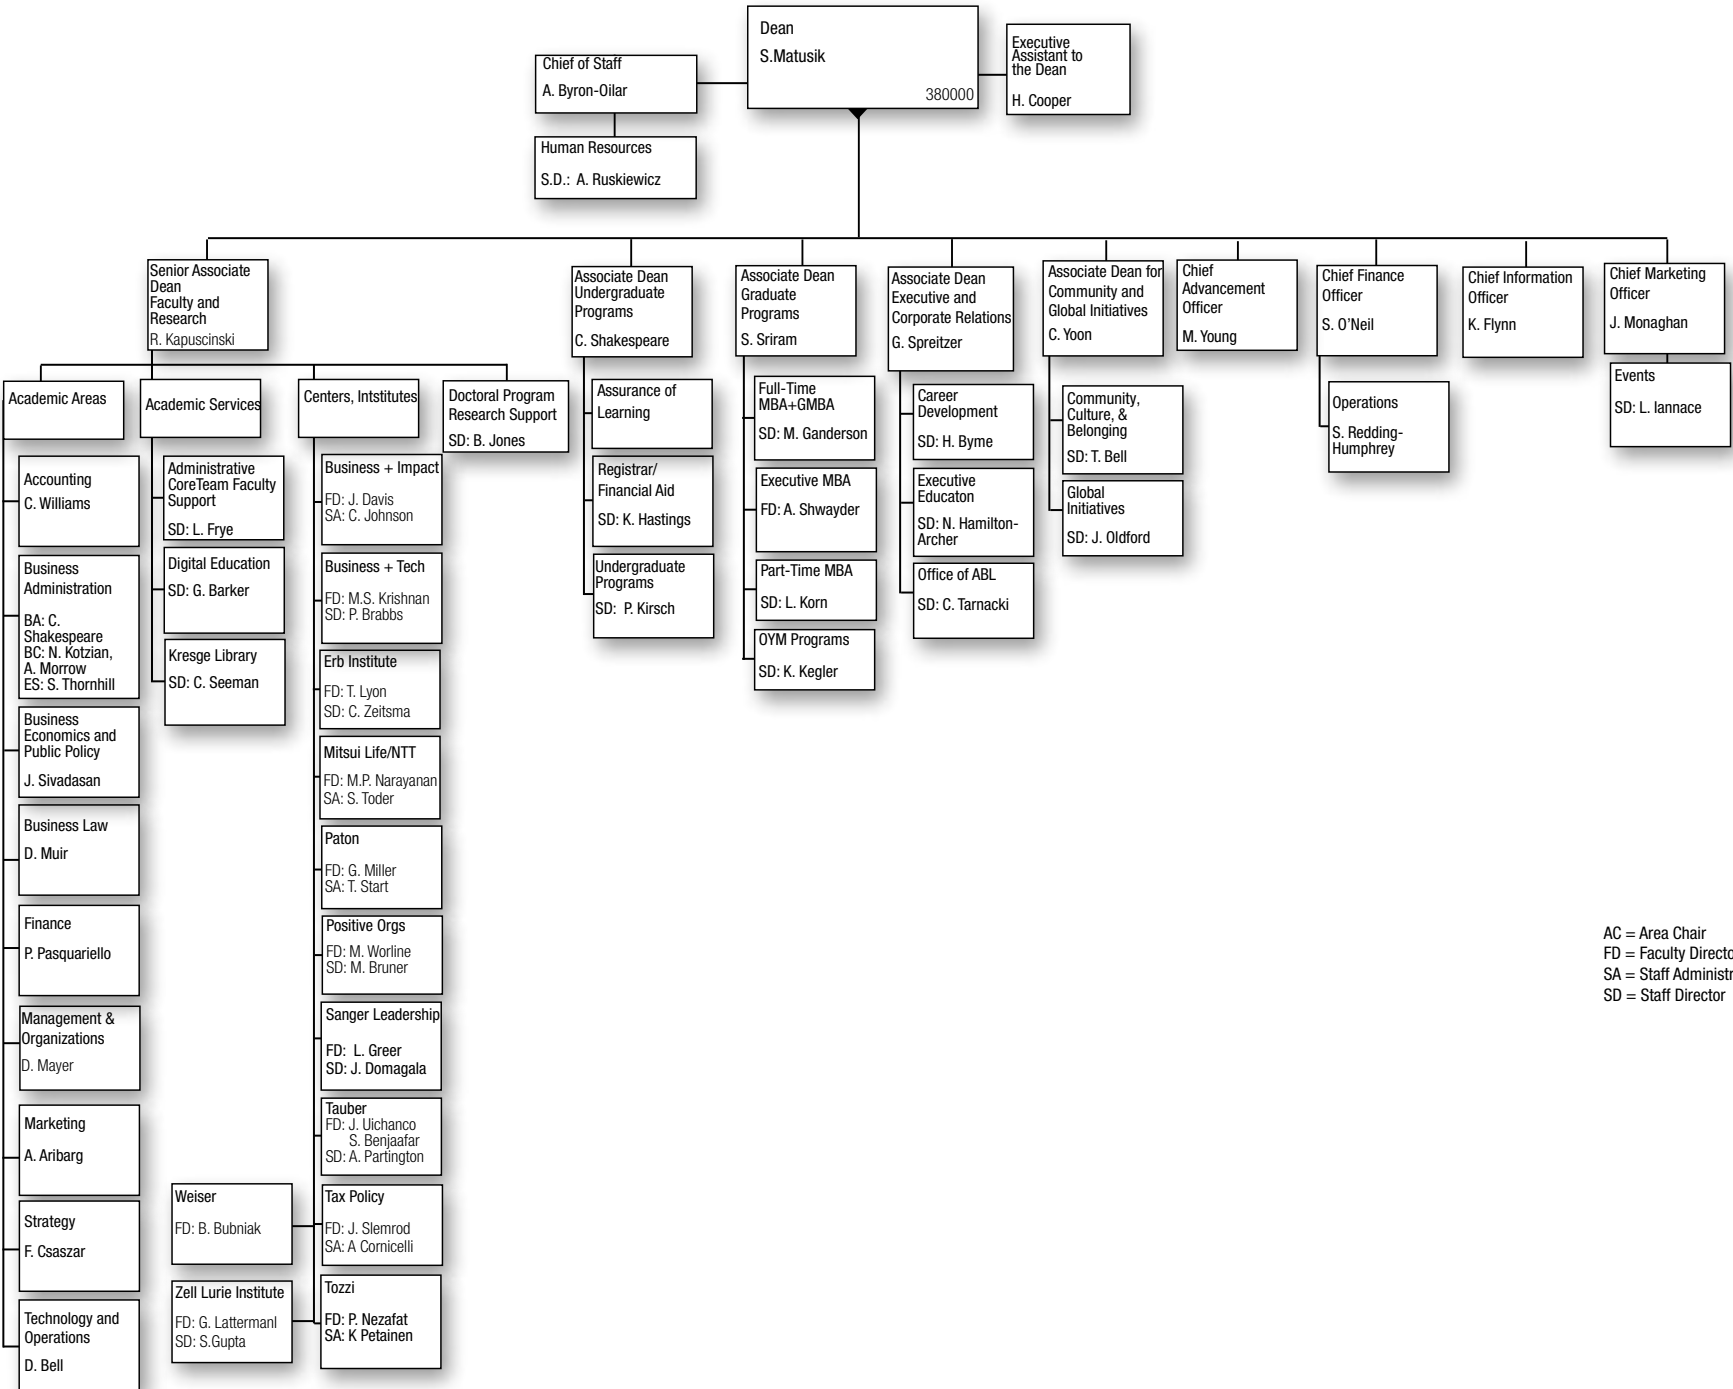 Dean
S.Matusik
380000
Executive
Assistant to
the Dean
H. Cooper
Chief of Staff
A. Byron-Oilar
Human Resources
S.D.: A. Ruskiewicz
Senior Associate
Dean
Faculty and
Research
R. Kapuscinski
Associate Dean
Undergraduate
Programs
C. Shakespeare
Associate Dean
Graduate
Programs
S. Sriram
Associate Dean
Executive and
Corporate Relations
G. Spreitzer
Associate Dean for
Community and
Global Initiatives
C. Yoon
Chief
Advancement
Officer
M. Young
Chief Finance
Officer
S. O'Neil
Chief Information
Officer
K. Flynn
Chief Marketing
Officer
J. Monaghan
Academic Areas
Academic Services
Centers, Intstitutes
Doctoral Program
Research Support
SD: B. Jones
Accounting
C. Williams
Business
Administration
BA: C.
Shakespeare
BC: N. Kotzian,
A. Morrow
ES: S. Thornhill
Business
Economics and
Public Policy
J. Sivadasan
Business Law
D. Muir
Finance
P. Pasquariello
Management &
Organizations
D. Mayer
Marketing
A. Aribarg
Strategy
F. Csaszar
Technology and
Operations
D. Bell
Administrative
CoreTeam Faculty
Support
SD: L. Frye
Digital Education
SD: G. Barker
Kresge Library
SD: C. Seeman
Business + Impact
FD: J. Davis
SA: C. Johnson
Business + Tech
FD: M.S. Krishnan
SD: P. Brabbs
Erb Institute
FD: T. Lyon
SD: C. Zeitsma
Mitsui Life/NTT
FD: M.P. Narayanan
SA: S. Toder
Paton
FD: G. Miller
SA: T. Start
Positive Orgs
FD: M. Worline
SD: M. Bruner
Sanger Leadership
FD: L. Greer
SD: J. Domagala
Tauber
FD: J. Uichanco
S. Benjaafar
SD: A. Partington
Weiser
FD: B. Bubniak
Tax Policy
FD: J. Slemrod
SA: A Cornicelli
Zell Lurie Institute
FD: G. Lattermanl
SD: S.Gupta
Tozzi
FD: P. Nezafat
SA: K Petainen
Assurance of
Learning
Registrar/
Financial Aid
SD: K. Hastings
Undergraduate
Programs
SD: P. Kirsch
Full-Time
MBA+GMBA
SD: M. Ganderson
Executive MBA
FD: A. Shwayder
Part-Time MBA
SD: L. Korn
OYM Programs
SD: K. Kegler
Career
Development
SD: H. Byrne
Executive
Educaton
SD: N. Hamilton-
Archer
Office of ABL
SD: C. Tarnacki
Community,
Culture, &
Belonging
SD: T. Bell
Global
Initiatives
SD: J. Oldford
Operations
S. Redding-
Humphrey
Events
SD: L. Iannace
AC = Area Chair
FD = Faculty Directo
SA = Staff Administr
SD = Staff Director